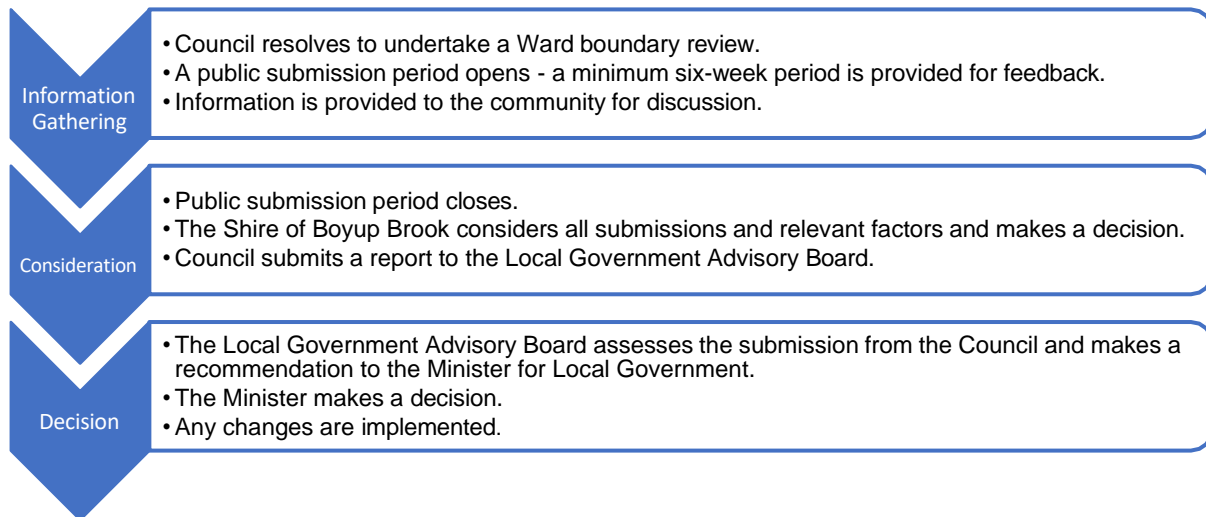 Information
Gathering
• Council resolves to undertake a Ward boundary review.
• A public submission period opens - a minimum six-week period is provided for feedback.
• Information is provided to the community for discussion.
Consideration
• Public submission period closes.
• The Shire of Boyup Brook considers all submissions and relevant factors and makes a decision.
• Council submits a report to the Local Government Advisory Board.
Decision
• The Local Government Advisory Board assesses the submission from the Council and makes a
recommendation to the Minister for Local Government.
• The Minister makes a decision.
• Any changes are implemented.